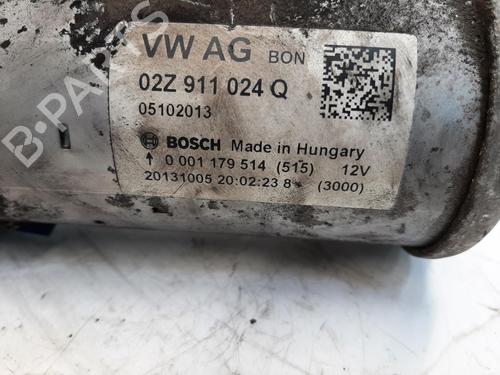 VW AG BON
02Z 911 024 Q
05102013
BOSCH Made in Hungary
0 001 179 514 (515) 12V
20131005 20:02:23 8 (3000)
B-PARTS